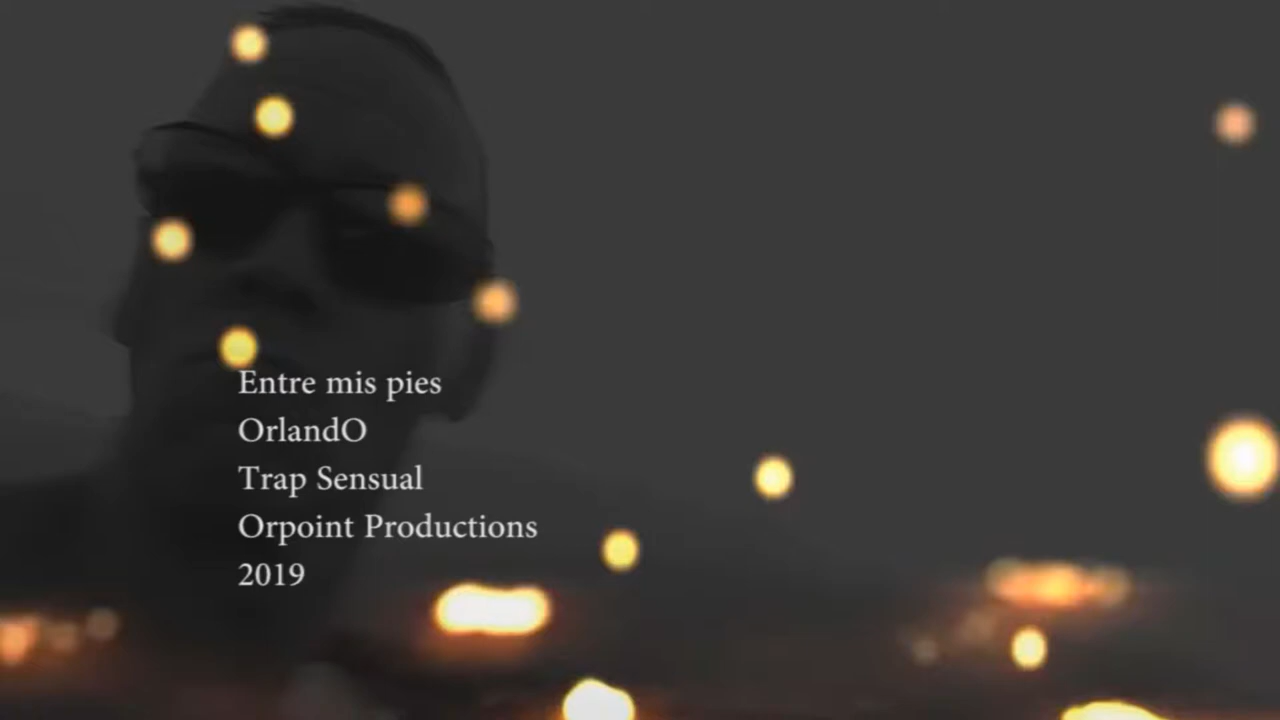 Entre mis pies
OrlandO
Trap Sensual
Orpoint Productions
2019